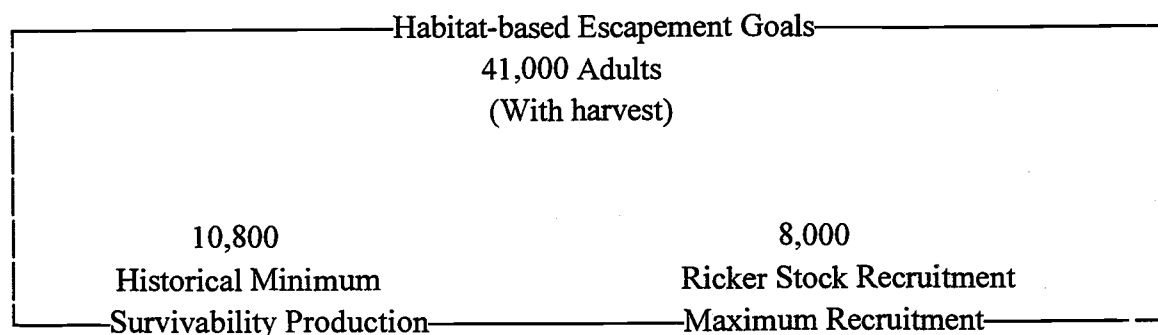 Habitat-based Escapement Goals
41,000 Adults
(With harvest)
10,800
Historical Minimum
Survivability Production
8,000
Ricker Stock Recruitment
Maximum Recruitment